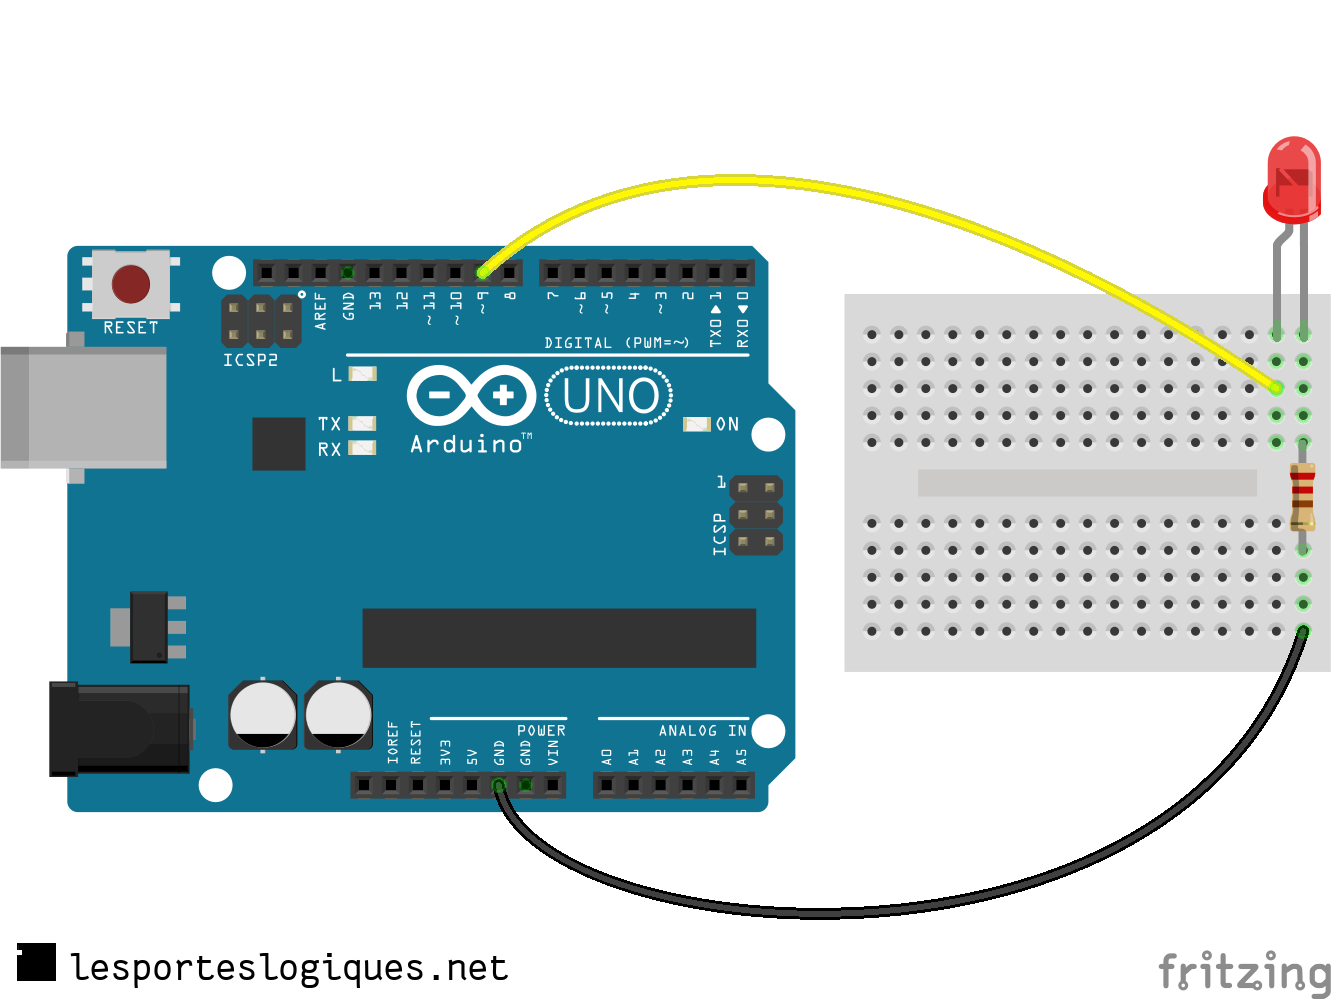 RESET
ICSP2
AREF
GND
13
12
~11
~10
~9
8
7
~6
~5
4
~3
2
TX0▶1
RX0◀0
DIGITAL (PWM=~)
L
TX
RX
UNO
Arduino™
ON
1
ICSP
IOREF
RESET
3V3
5V
GND
GND
VIN
POWER
ANALOG IN
A0
A1
A2
A3
A4
A5
lesporteslogiques.net
fritzing